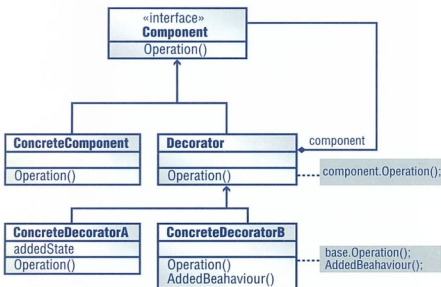 «interface»
Component
Operation()
component
ConcreteComponent
Operation()
Decorator
Operation()
component.Operation();
ConcreteDecoratorA
addedState
Operation()
ConcreteDecoratorB
Operation()
AddedBeahaviour()
base.Operation();
AddedBeahaviour();